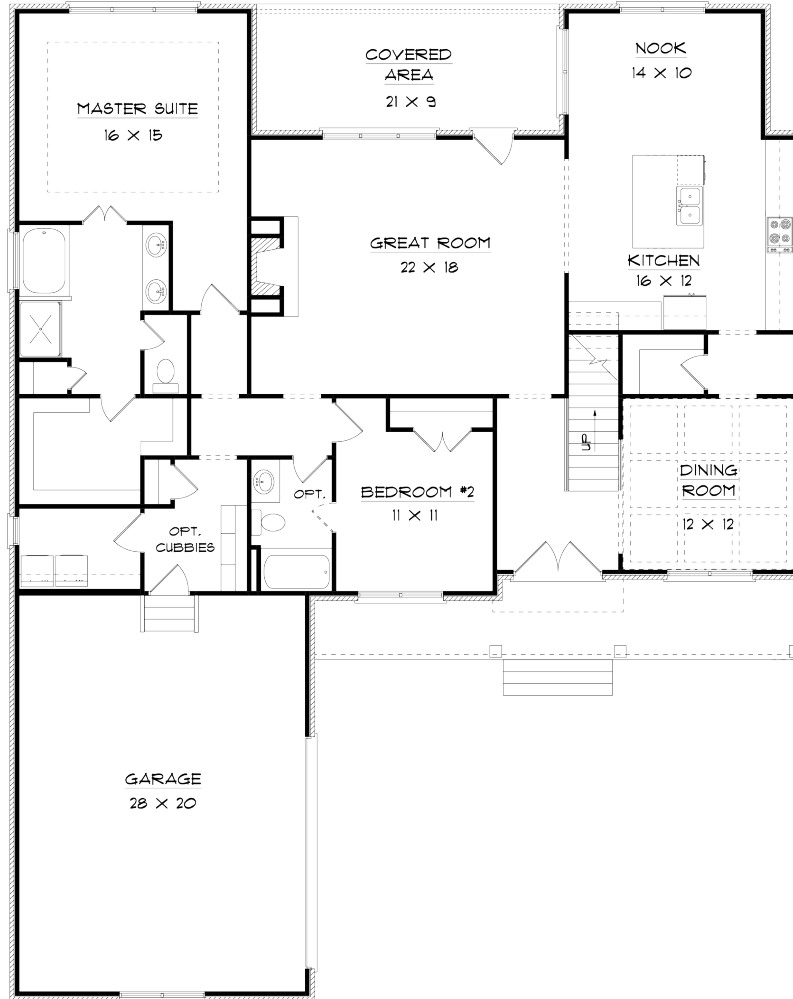 COVERED
AREA
21 X 9
NOOK
14 X 10
MASTER SUITE
16 X 15
GREAT ROOM
22 X 18
KITCHEN
16 X 12
UP
DINING
ROOM
12 X 12
BEDROOM #2
11 X 11
OPT.
OPT.
CUBBIES
GARAGE
28 X 20